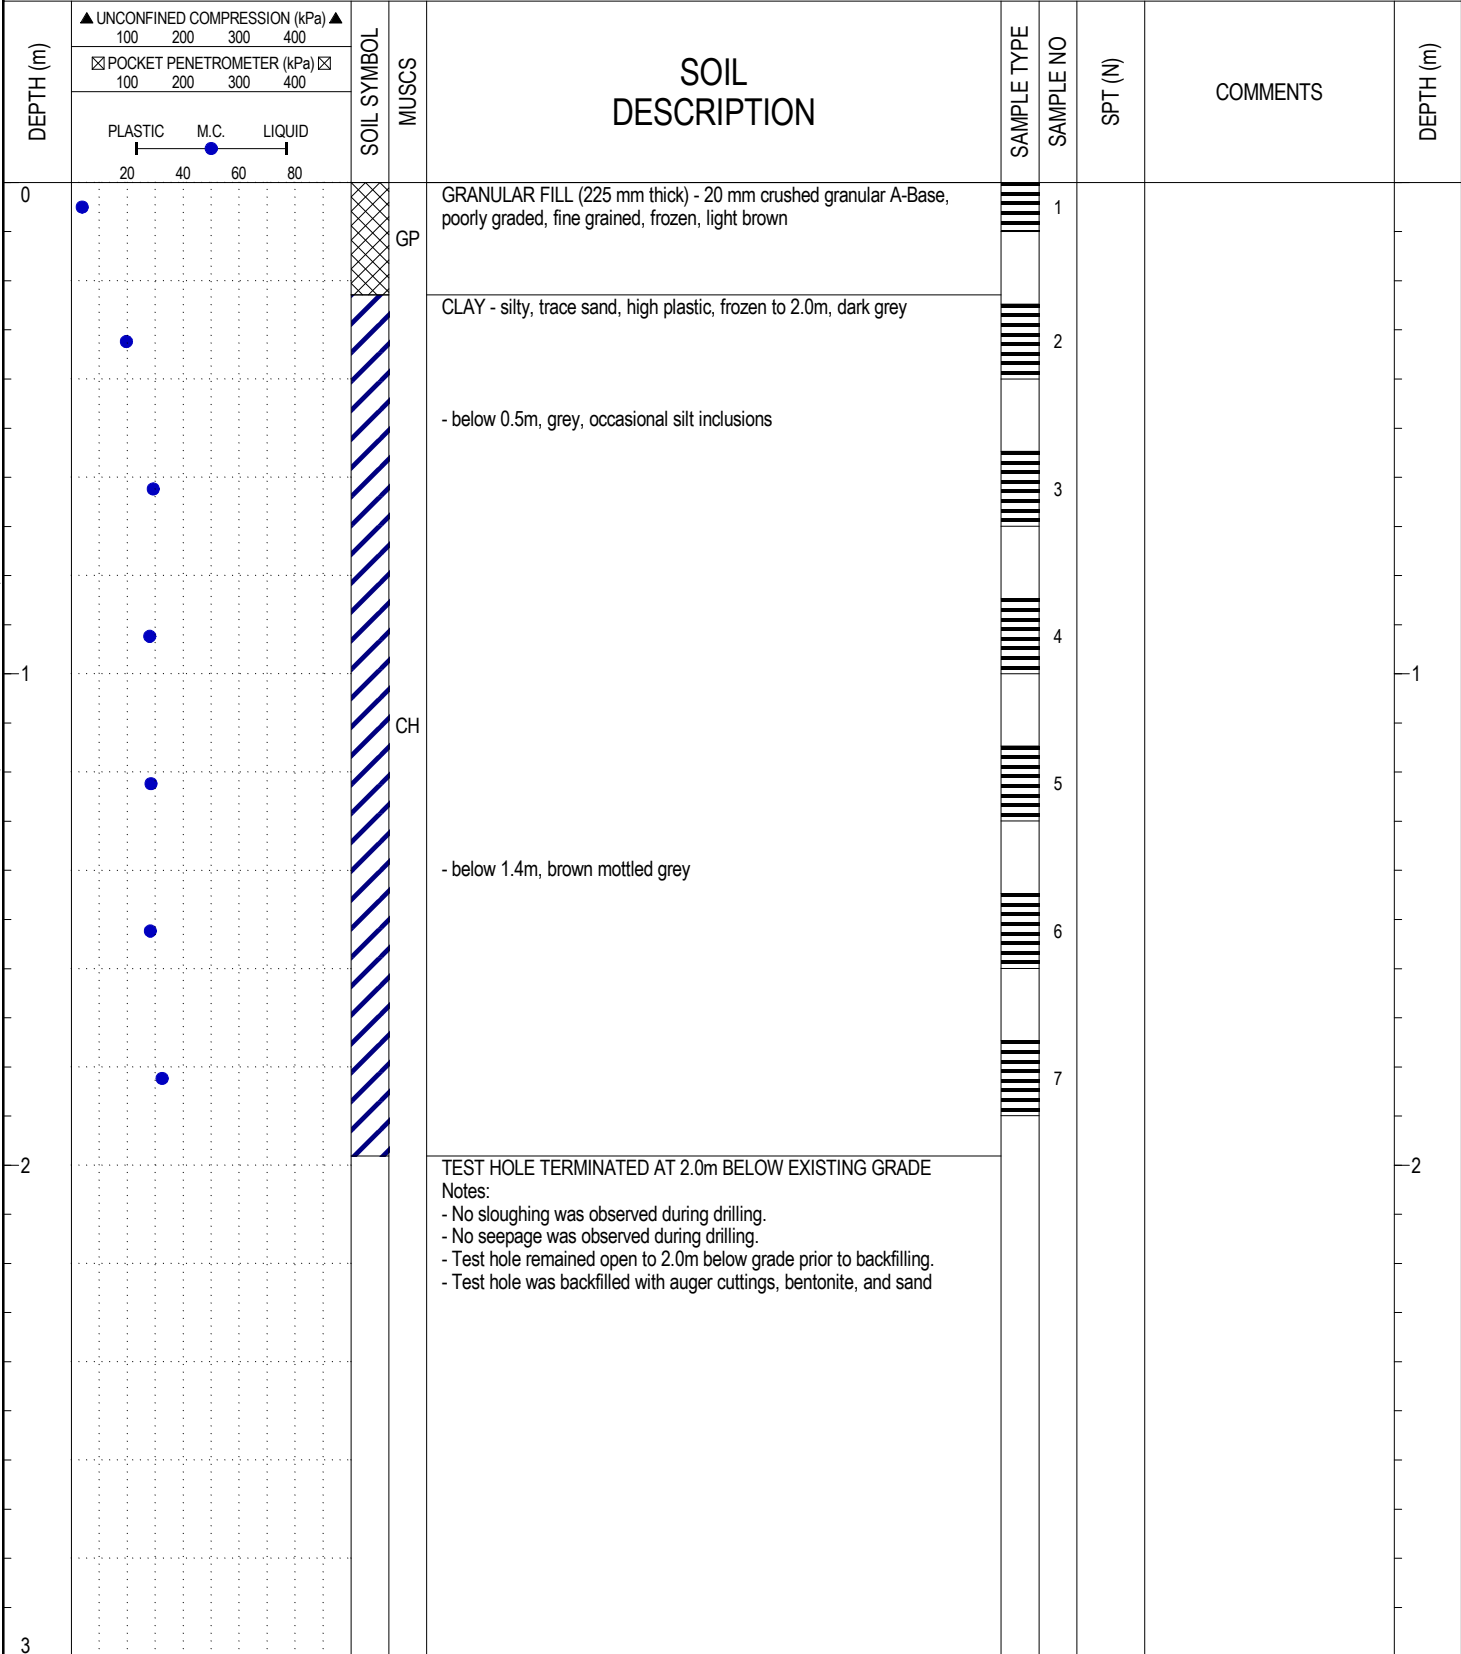 DEPTH (m)
▲ UNCONFINED COMPRESSION (kPa) ▲
100 200 300 400
☒ POCKET PENETROMETER (kPa) ☒
100 200 300 400
PLASTIC M.C. LIQUID
20 40 60 80
SOIL SYMBOL
MUSCS
SOIL
DESCRIPTION
SAMPLE TYPE
SAMPLE NO
SPT (N)
COMMENTS
DEPTH (m)
0
GRANULAR FILL (225 mm thick) - 20 mm crushed granular A-Base,
poorly graded, fine grained, frozen, light brown
1
GP
CLAY - silty, trace sand, high plastic, frozen to 2.0m, dark grey
2
- below 0.5m, grey, occasional silt inclusions
3
4
1
1
CH
5
- below 1.4m, brown mottled grey
6
7
2
2
TEST HOLE TERMINATED AT 2.0m BELOW EXISTING GRADE
Notes:
- No sloughing was observed during drilling.
- No seepage was observed during drilling.
- Test hole remained open to 2.0m below grade prior to backfilling.
- Test hole was backfilled with auger cuttings, bentonite, and sand
3